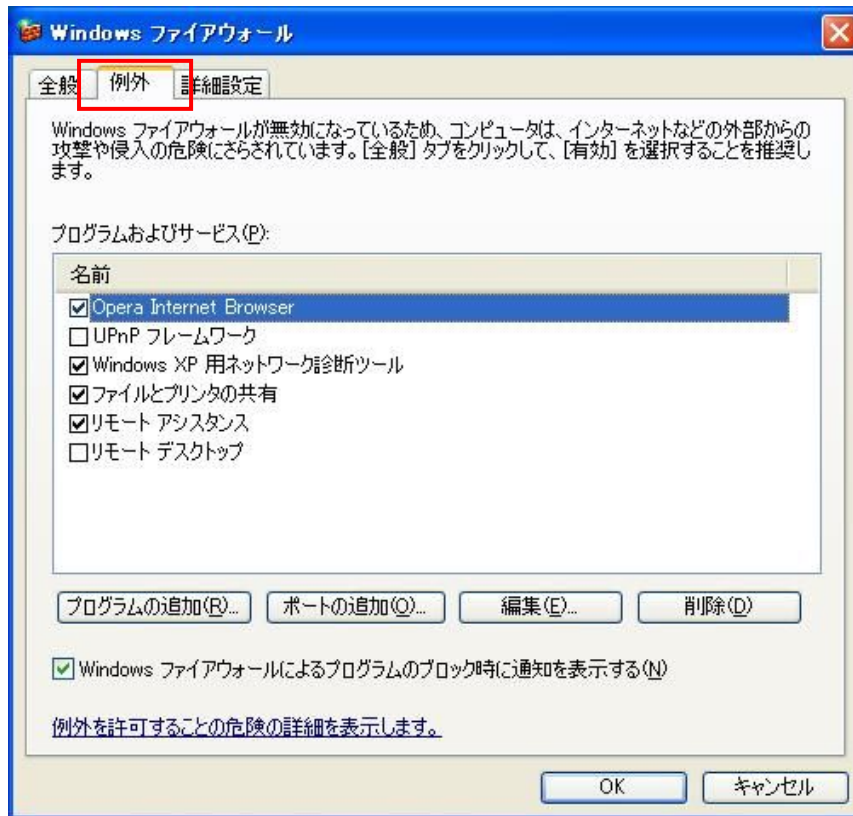 Windows ファイアウォール
全般 例外 詳細設定
Windows ファイアウォールが無効になっているため、コンピュータは、インターネットなどの外部からの
攻撃や侵入の危険にさらされています。[全般] タブをクリックして、[有効] を選択することを推奨し
ます。
プログラムおよびサービス(P):
名前
Opera Internet Browser
UPnP フレームワーク
Windows XP 用ネットワーク診断ツール
ファイルとプリンタの共有
リモート アシスタンス
リモート デスクトップ
プログラムの追加(R)... ポートの追加(O)... 編集(E)... 削除(D)
Windows ファイアウォールによるプログラムのブロック時に通知を表示する(N)
例外を許可することの危険の詳細を表示します。
OK キャンセル